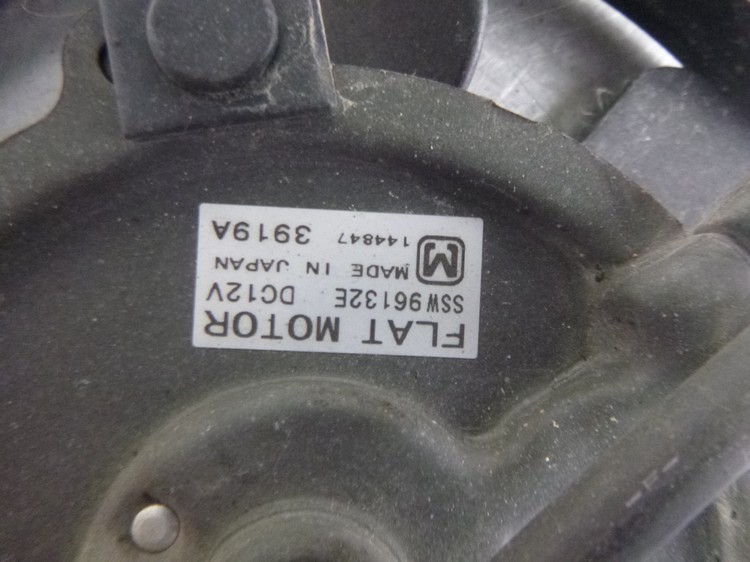 FLAT MOTOR
SSW96132E DC12V
M MADE IN JAPAN
144847 3919A